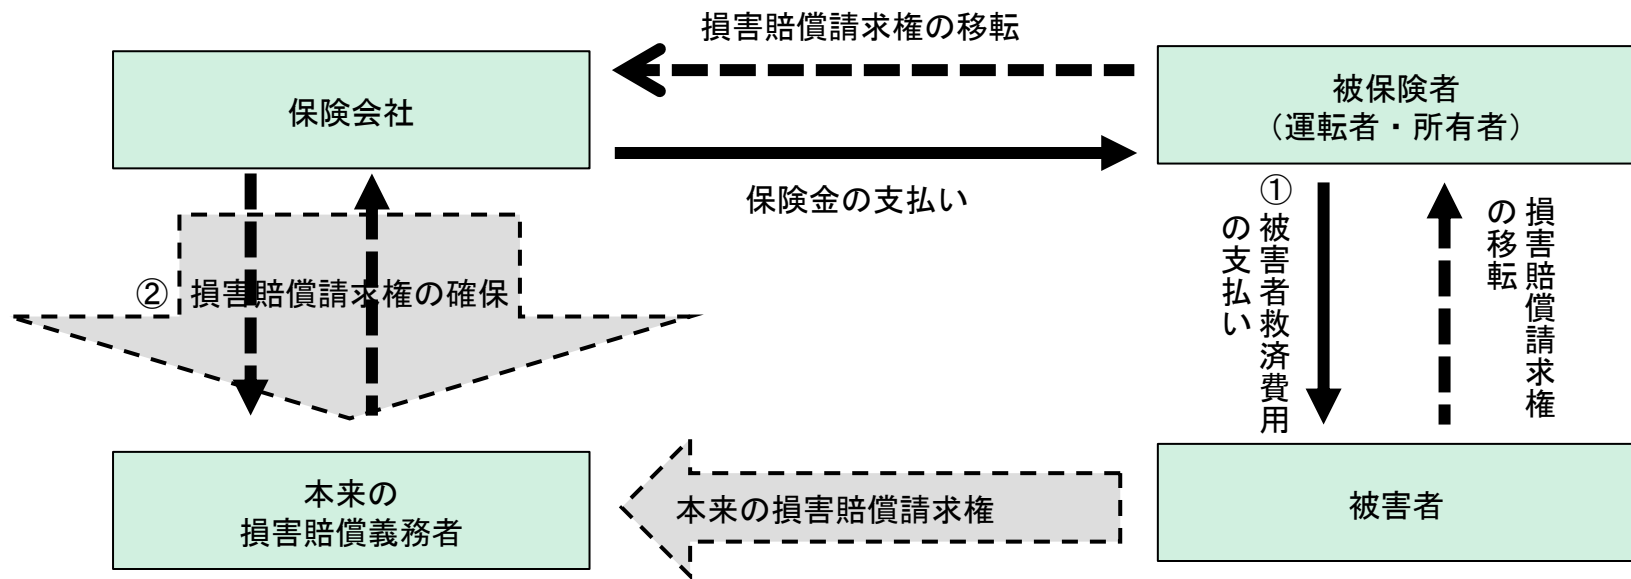 損害賠償請求権の移転
保険会社
被保険者
（運転者・所有者）
保険金の支払い
①被害者救済費用
の支払い
損害賠償請求権
の移転
② 損害賠償請求権の確保
本来の
損害賠償義務者
本来の損害賠償請求権
被害者